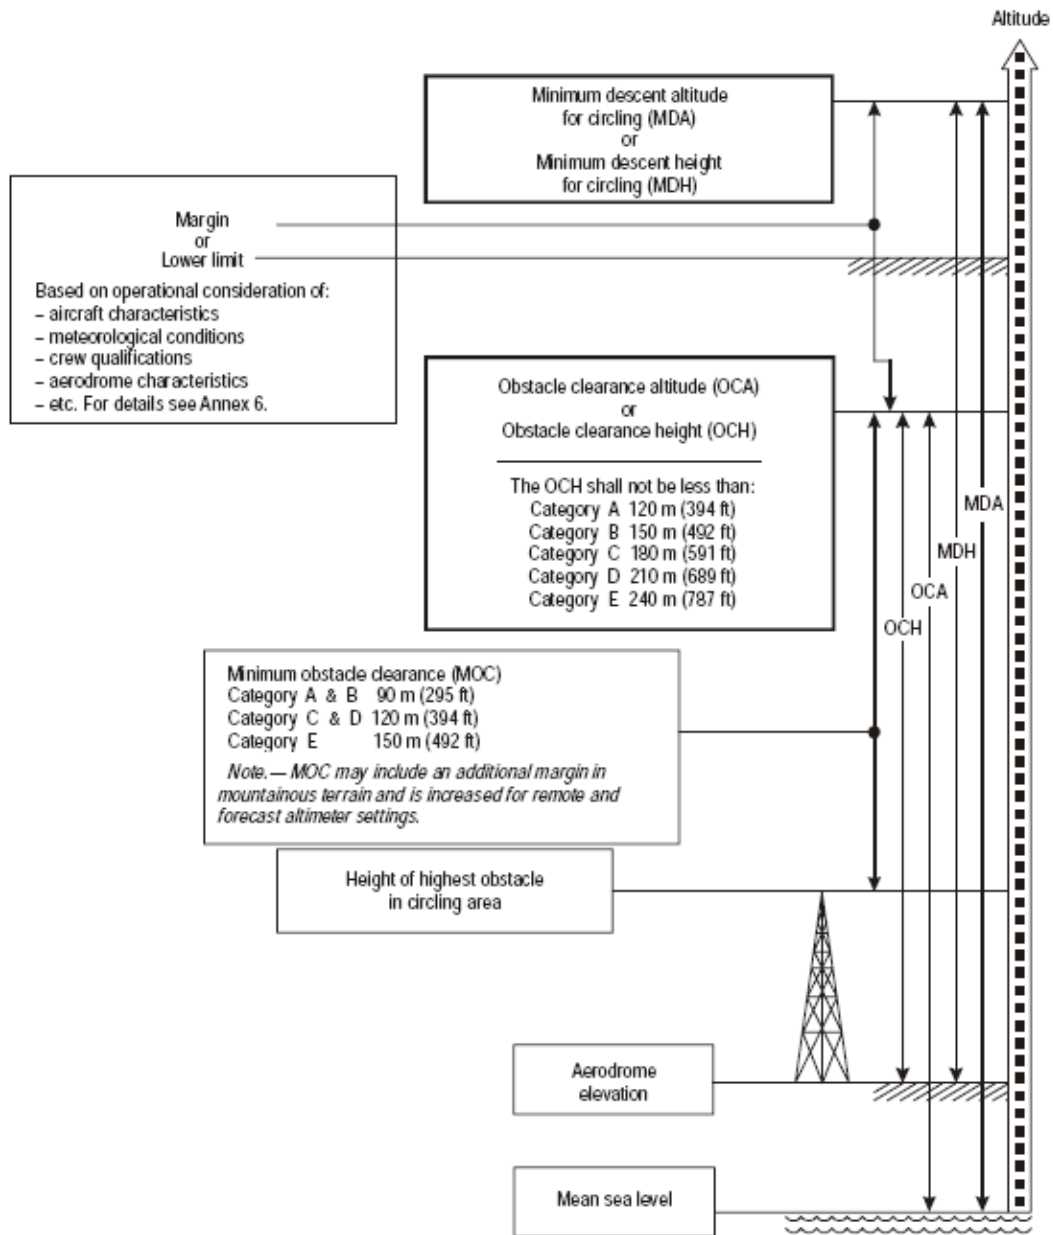 Altitude
Minimum descent altitude
for circling (MDA)
or
Minimum descent height
for circling (MDH)
Margin
or
Lower limit
Based on operational consideration of:
– aircraft characteristics
– meteorological conditions
– crew qualifications
– aerodrome characteristics
– etc. For details see Annex 6.
Obstacle clearance altitude (OCA)
or
Obstacle clearance height (OCH)
The OCH shall not be less than:
Category A 120 m (394 ft)
Category B 150 m (492 ft)
Category C 180 m (591 ft)
Category D 210 m (689 ft)
Category E 240 m (787 ft)
MDA
MDH
OCA
OCH
Minimum obstacle clearance (MOC)
Category A & B 90 m (295 ft)
Category C & D 120 m (394 ft)
Category E 150 m (492 ft)
Note.— MOC may include an additional margin in
mountainous terrain and is increased for remote and
forecast altimeter settings.
Height of highest obstacle
in circling area
Aerodrome
elevation
Mean sea level